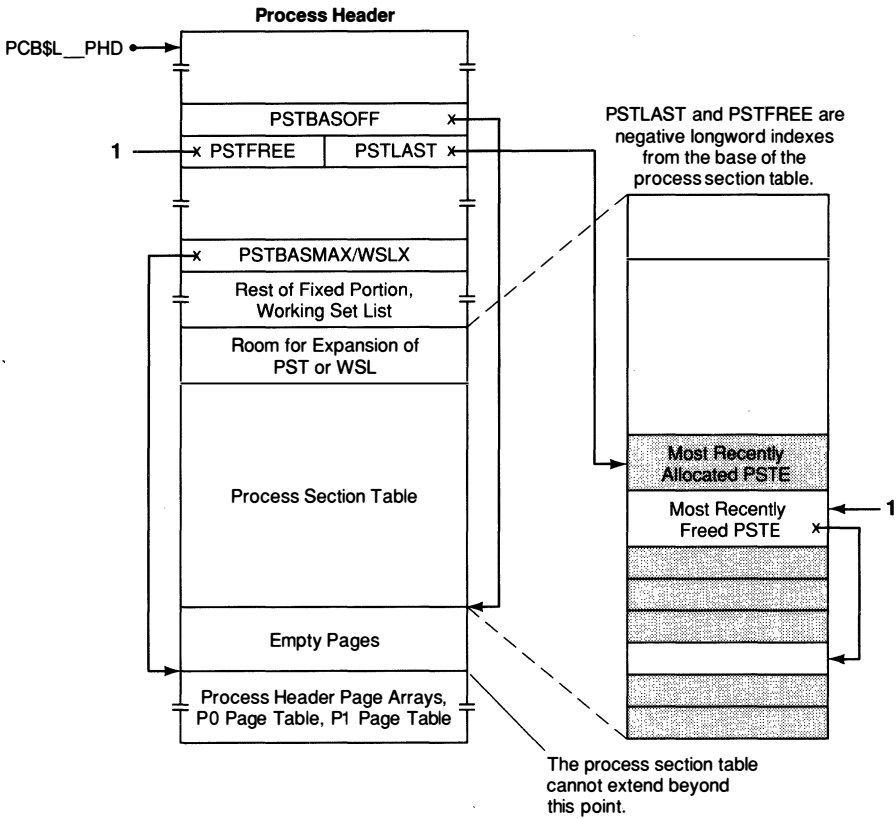 Process Header
PCB$L__PHD
PSTBASOFF
1
PSTFREE
PSTLAST
PSTLAST and PSTFREE are
negative longword indexes
from the base of the
process section table.
PSTBASMAX/WSLX
Rest of Fixed Portion,
Working Set List
Room for Expansion of
PST or WSL
Process Section Table
Empty Pages
Process Header Page Arrays,
P0 Page Table, P1 Page Table
Most Recently
Allocated PSTE
Most Recently
Freed PSTE
1
The process section table
cannot extend beyond
this point.